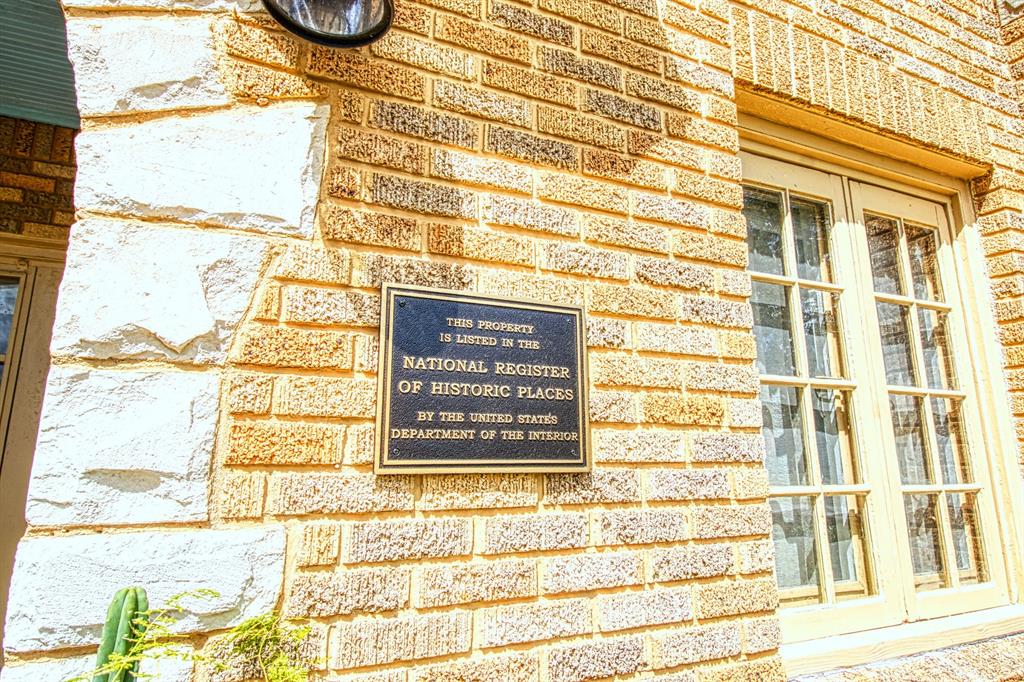 THIS PROPERTY
IS LISTED IN THE
NATIONAL REGISTER
OF HISTORIC PLACES
BY THE UNITED STATES
DEPARTMENT OF THE INTERIOR